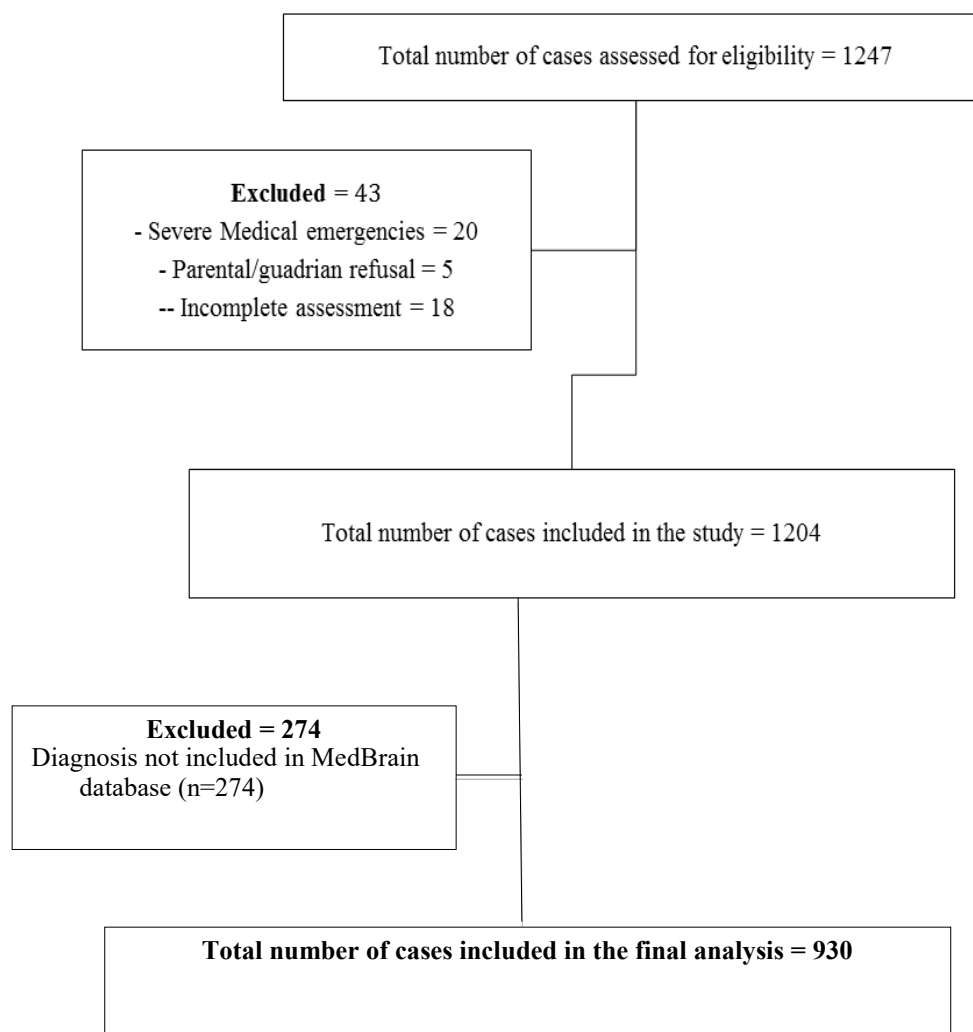 Total number of cases assessed for eligibility = 1247
Excluded = 43
- Severe Medical emergencies = 20
- Parental/guadrian refusal = 5
-- Incomplete assessment = 18
Total number of cases included in the study = 1204
Excluded = 274
Diagnosis not included in MedBrain
database (n=274)
Total number of cases included in the final analysis = 930